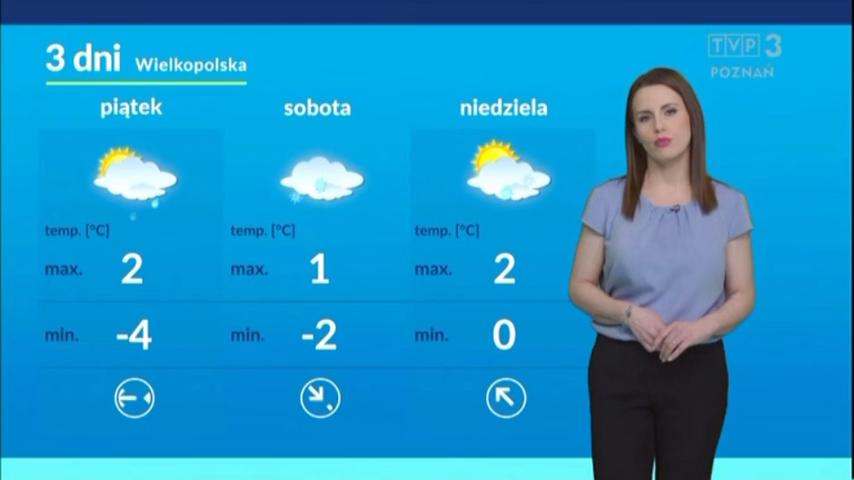 3 dni Wielkopolska
TVP3
POZNAŃ
piątek sobota niedziela
temp. [°C] temp. [°C] temp. [°C]
max. 2 max. 1 max. 2
min. -4 min. -2 min. 0